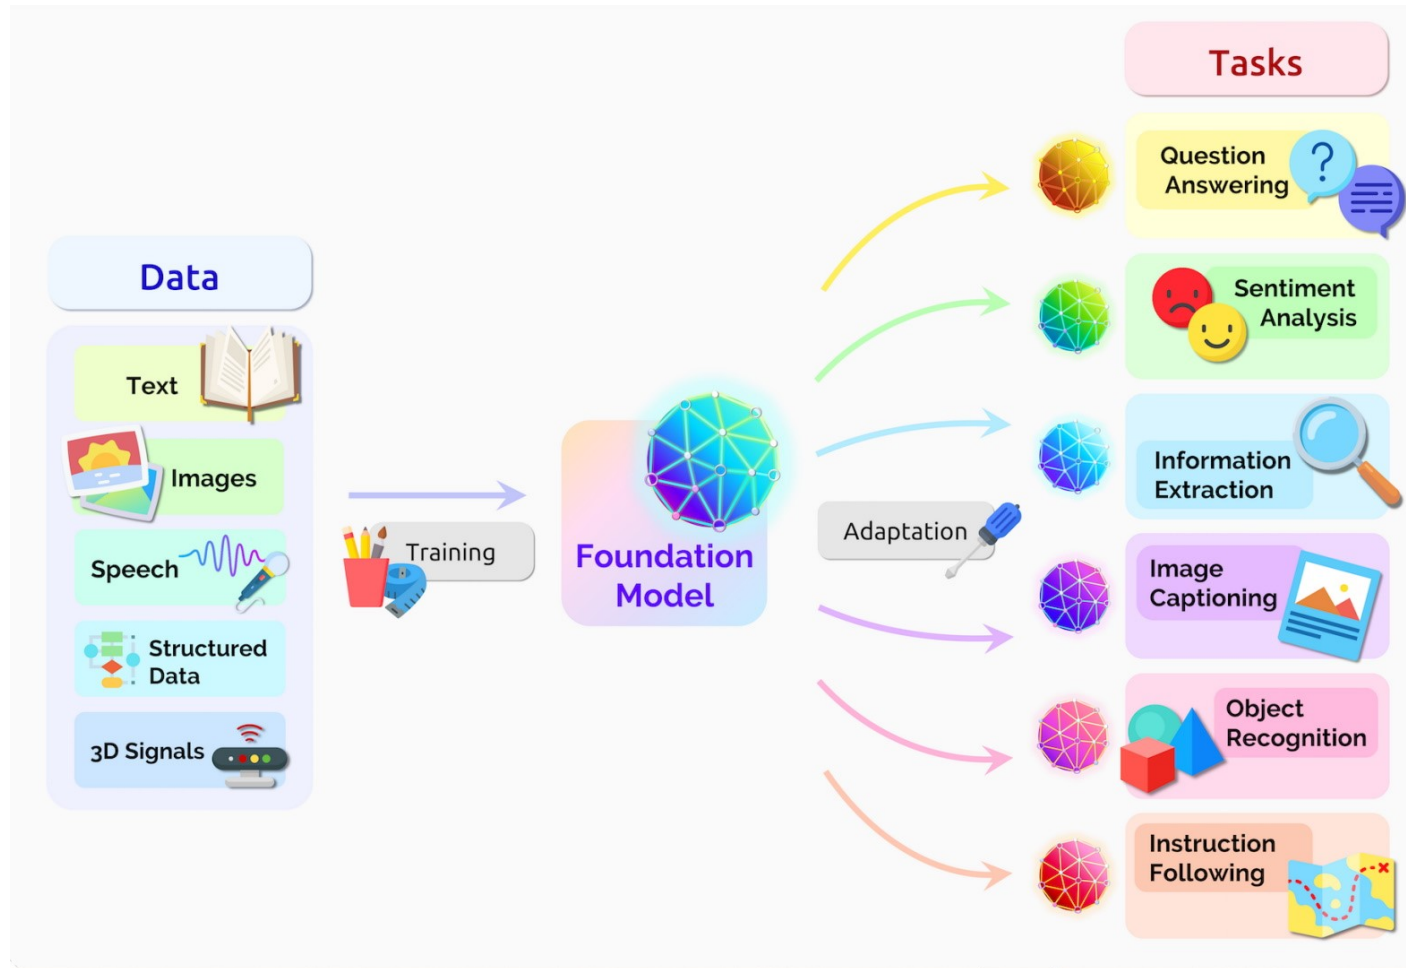 Data
Text
Images
Speech
Structured
Data
3D Signals
Training
Foundation
Model
Adaptation
Tasks
Question
Answering
?
Sentiment
Analysis
Information
Extraction
Image
Captioning
Object
Recognition
Instruction
Following